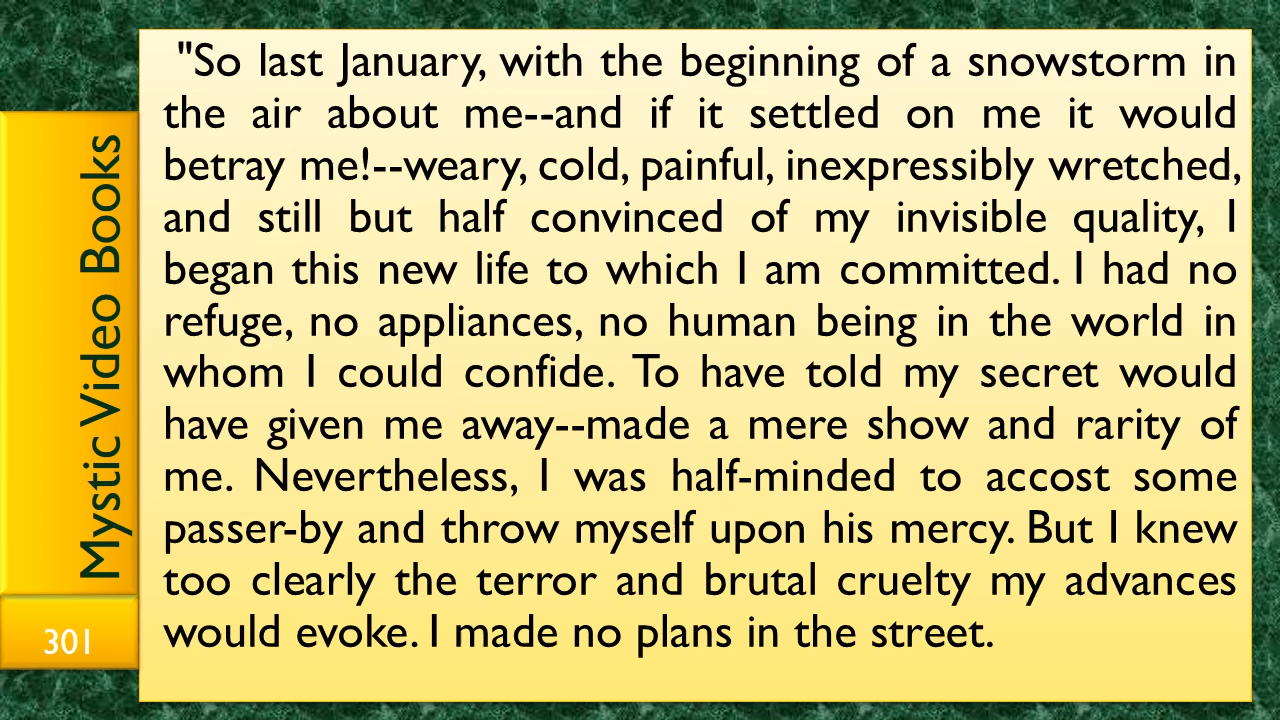 "So last January, with the beginning of a snowstorm in
the air about me--and if it settled on me it would
betray me!--weary, cold, painful, inexpressibly wretched,
and still but half convinced of my invisible quality, I
began this new life to which I am committed. I had no
refuge, no appliances, no human being in the world in
whom I could confide. To have told my secret would
have given me away--made a mere show and rarity of
me. Nevertheless, I was half-minded to accost some
passer-by and throw myself upon his mercy. But I knew
too clearly the terror and brutal cruelty my advances
would evoke. I made no plans in the street.
Mystic Video Books
301